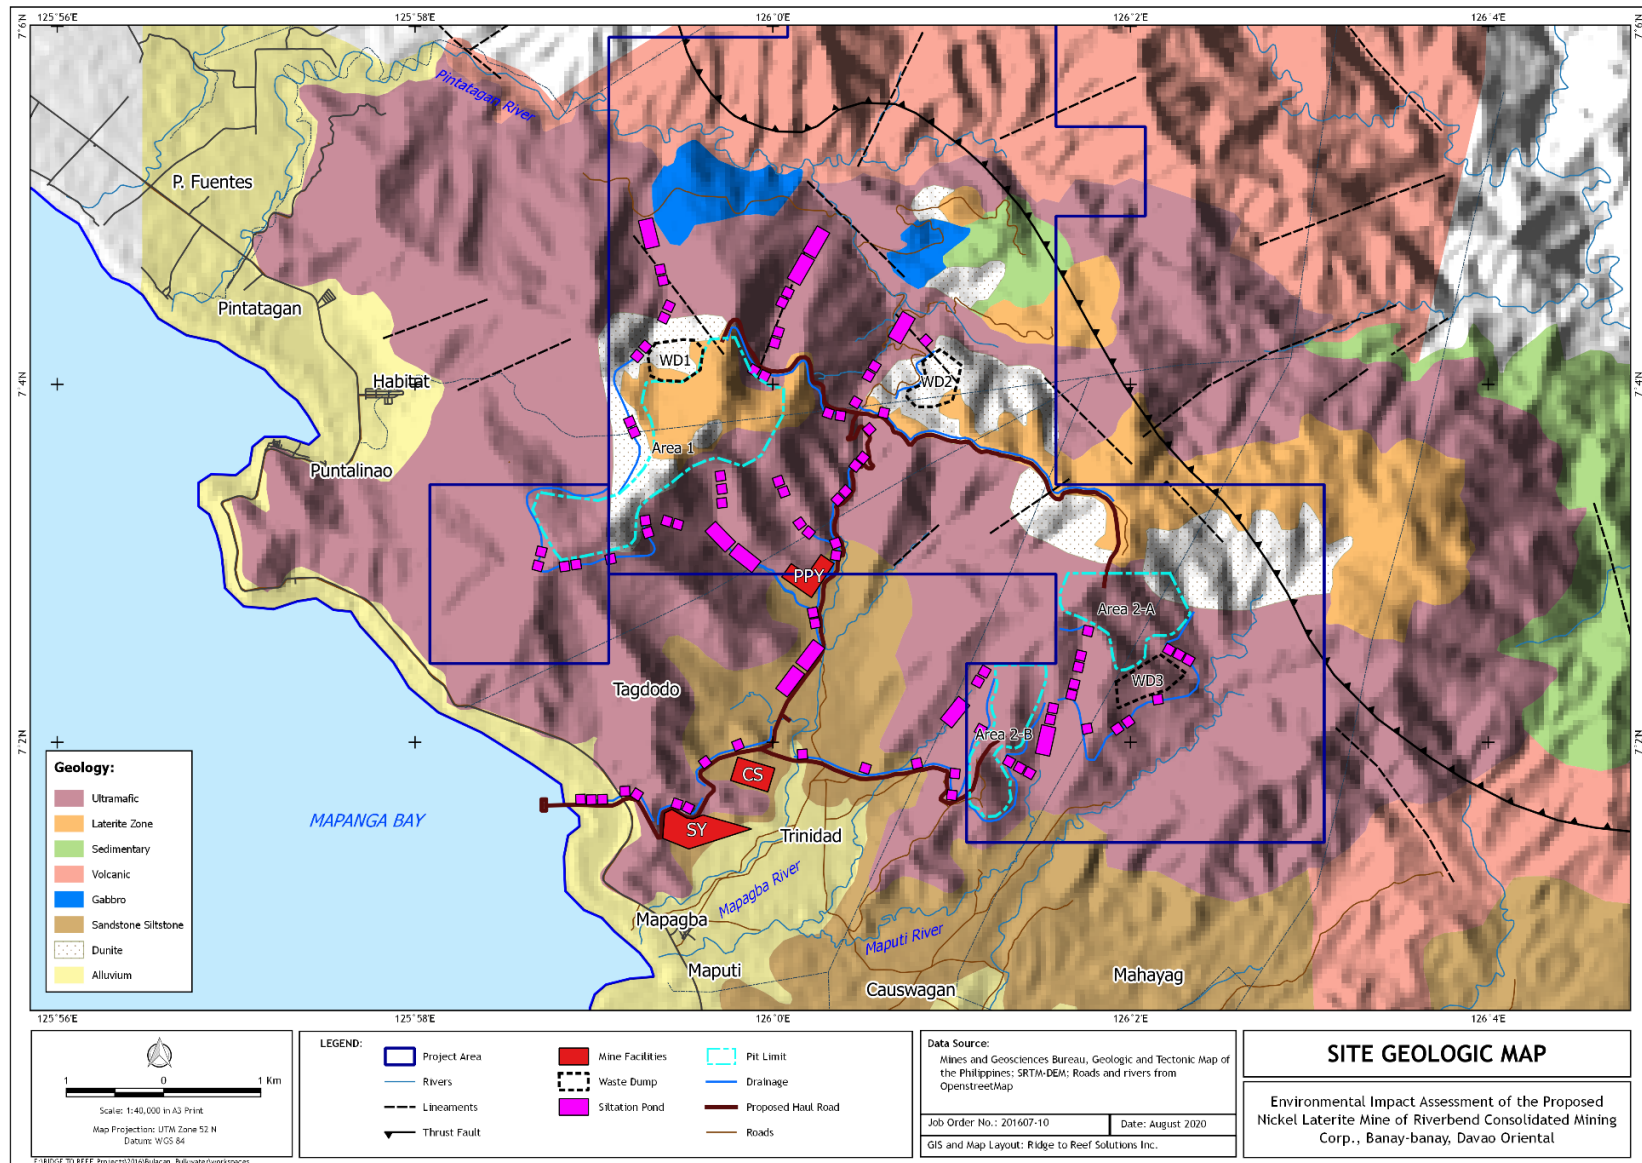 125°56'E 125°58'E 126°0'E 126°2'E 126°4'E
7°6'N 7°6'N
Pintatagan River
P. Fuentes
Pintatagan
WD1
WD2
7°4'N 7°4'N
Habitat
Area 1
Puntalinao
PPY
Area 2-A
WD3
Tagdodo
Area 2-B
7°2'N 7°2'N
CS
MAPANGA BAY
SY
Trinidad
Mapagba River
Mapagba
Maputi River
Maputi
Mahayag
Causwagan
Geology:
Ultramafic
Laterite Zone
Sedimentary
Volcanic
Gabbro
Sandstone Siltstone
Dunite
Alluvium
125°56'E 125°58'E 126°0'E 126°2'E 126°4'E
1 0 1 Km
Scale: 1:40,000 in A3 Print
Map Projection: UTM Zone 52 N
Datum: WGS 84
LEGEND:
Project Area
Rivers
Lineaments
Thrust Fault
Mine Facilities
Waste Dump
Siltation Pond
Pit Limit
Drainage
Proposed Haul Road
Roads
Data Source:
Mines and Geosciences Bureau, Geologic and Tectonic Map of
the Philippines; SRTM-DEM; Roads and rivers from
OpenstreetMap
Job Order No.: 201607-10 Date: August 2020
GIS and Map Layout: Ridge to Reef Solutions Inc.
SITE GEOLOGIC MAP
Environmental Impact Assessment of the Proposed
Nickel Laterite Mine of Riverbend Consolidated Mining
Corp., Banay-banay, Davao Oriental